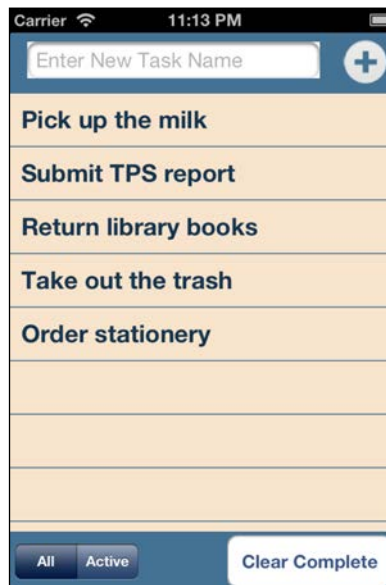 Carrier 11:13 PM
Enter New Task Name
Pick up the milk
Submit TPS report
Return library books
Take out the trash
Order stationery
All Active Clear Complete